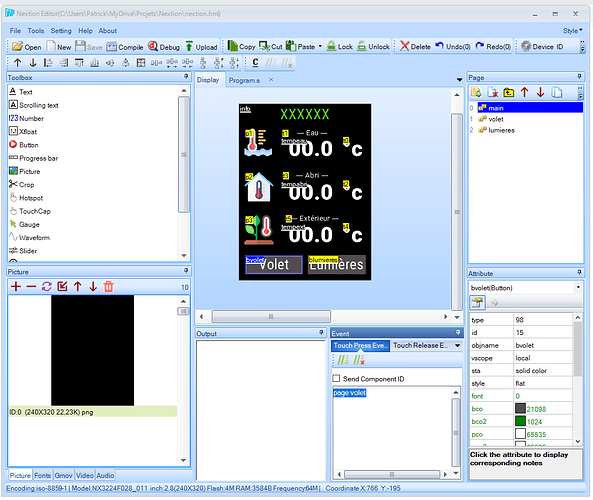 Nextion Editor[C:\Users\Patrick\MyDrive\Projets\Nextion\nextion.hmi]
File Tools Setting Help About Style
Open New Save Compile Debug Upload Copy Cut Paste Lock Unlock Delete Undo(0) Redo(0) Device ID
Toolbox
Text
Scrolling text
Number
Xfloat
Button
Progress bar
Picture
Crop
Hotspot
TouchCap
Gauge
Waveform
Slider
Picture
10
ID:0 (240X320 22,23K) png
Picture Fonts Gmov Video Audio
Display Program.s
info
XXXXXX
— Eau —
tempeau
00.0 c
— Abri —
tempabri
00.0 c
— Extérieur —
tempext
00.0 c
bvolet
Volet
blumieres
Lumières
Output
Event
Touch Press Eve.. Touch Release E..
Send Component ID
page volet
Page
0 main
1 volet
2 lumieres
Attribute
bvolet(Button)
type 98
id 15
objname bvolet
vscope local
sta solid color
style flat
font 0
bco 21098
bco2 1024
pco 65535
Click the attribute to display
corresponding notes
Encoding:iso-8859-1 Model:NX3224F028_011 inch:2.8(240X320) Flash:4M RAM:3584B Frequency:64M Coordinate X:766 Y:-195